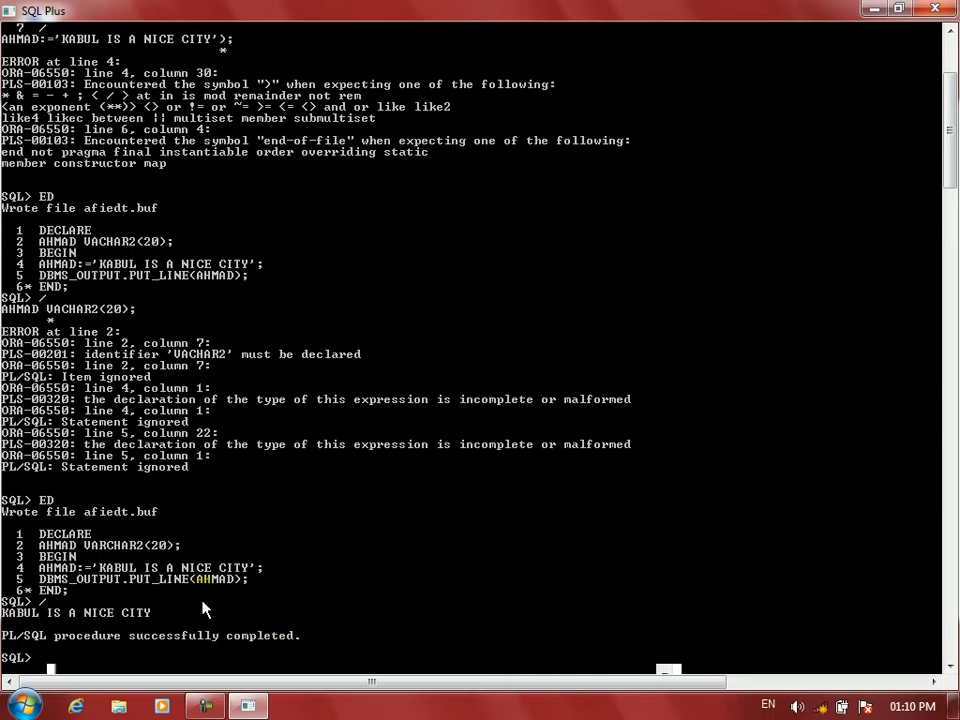 SQL Plus
7  /
AHMAD:='KABUL IS A NICE CITY');
*
ERROR at line 4:
ORA-06550: line 4, column 30:
PLS-00103: Encountered the symbol ")" when expecting one of the following:
* & = - + ; < / > at in is mod remainder not rem
<an exponent (**)> <> or != or ~= >= <= <> and or like like2
like4 likec between || multiset member submultiset
ORA-06550: line 6, column 4:
PLS-00103: Encountered the symbol "end-of-file" when expecting one of the following:
end not pragma final instantiable order overriding static
member constructor map
SQL> ED
Wrote file afiedt.buf
1  DECLARE
2  AHMAD VACHAR2(20);
3  BEGIN
4  AHMAD:='KABUL IS A NICE CITY';
5  DBMS_OUTPUT.PUT_LINE(AHMAD);
6* END;
SQL> /
AHMAD VACHAR2(20);
*
ERROR at line 2:
ORA-06550: line 2, column 7:
PLS-00201: identifier 'VACHAR2' must be declared
ORA-06550: line 2, column 7:
PL/SQL: Item ignored
ORA-06550: line 4, column 1:
PLS-00320: the declaration of the type of this expression is incomplete or malformed
ORA-06550: line 4, column 1:
PL/SQL: Statement ignored
ORA-06550: line 5, column 22:
PLS-00320: the declaration of the type of this expression is incomplete or malformed
ORA-06550: line 5, column 1:
PL/SQL: Statement ignored
SQL> ED
Wrote file afiedt.buf
1  DECLARE
2  AHMAD VARCHAR2(20);
3  BEGIN
4  AHMAD:='KABUL IS A NICE CITY';
5  DBMS_OUTPUT.PUT_LINE(AHMAD);
6* END;
SQL> /
KABUL IS A NICE CITY
PL/SQL procedure successfully completed.
SQL>
EN
01:10 PM